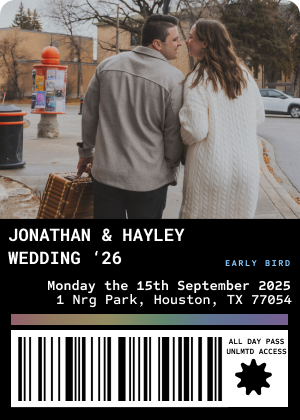 JONATHAN & HAYLEY
WEDDING ‘26
EARLY BIRD
Monday the 15th September 2025
1 Nrg Park, Houston, TX 77054
ALL DAY PASS
UNLMTD ACCESS